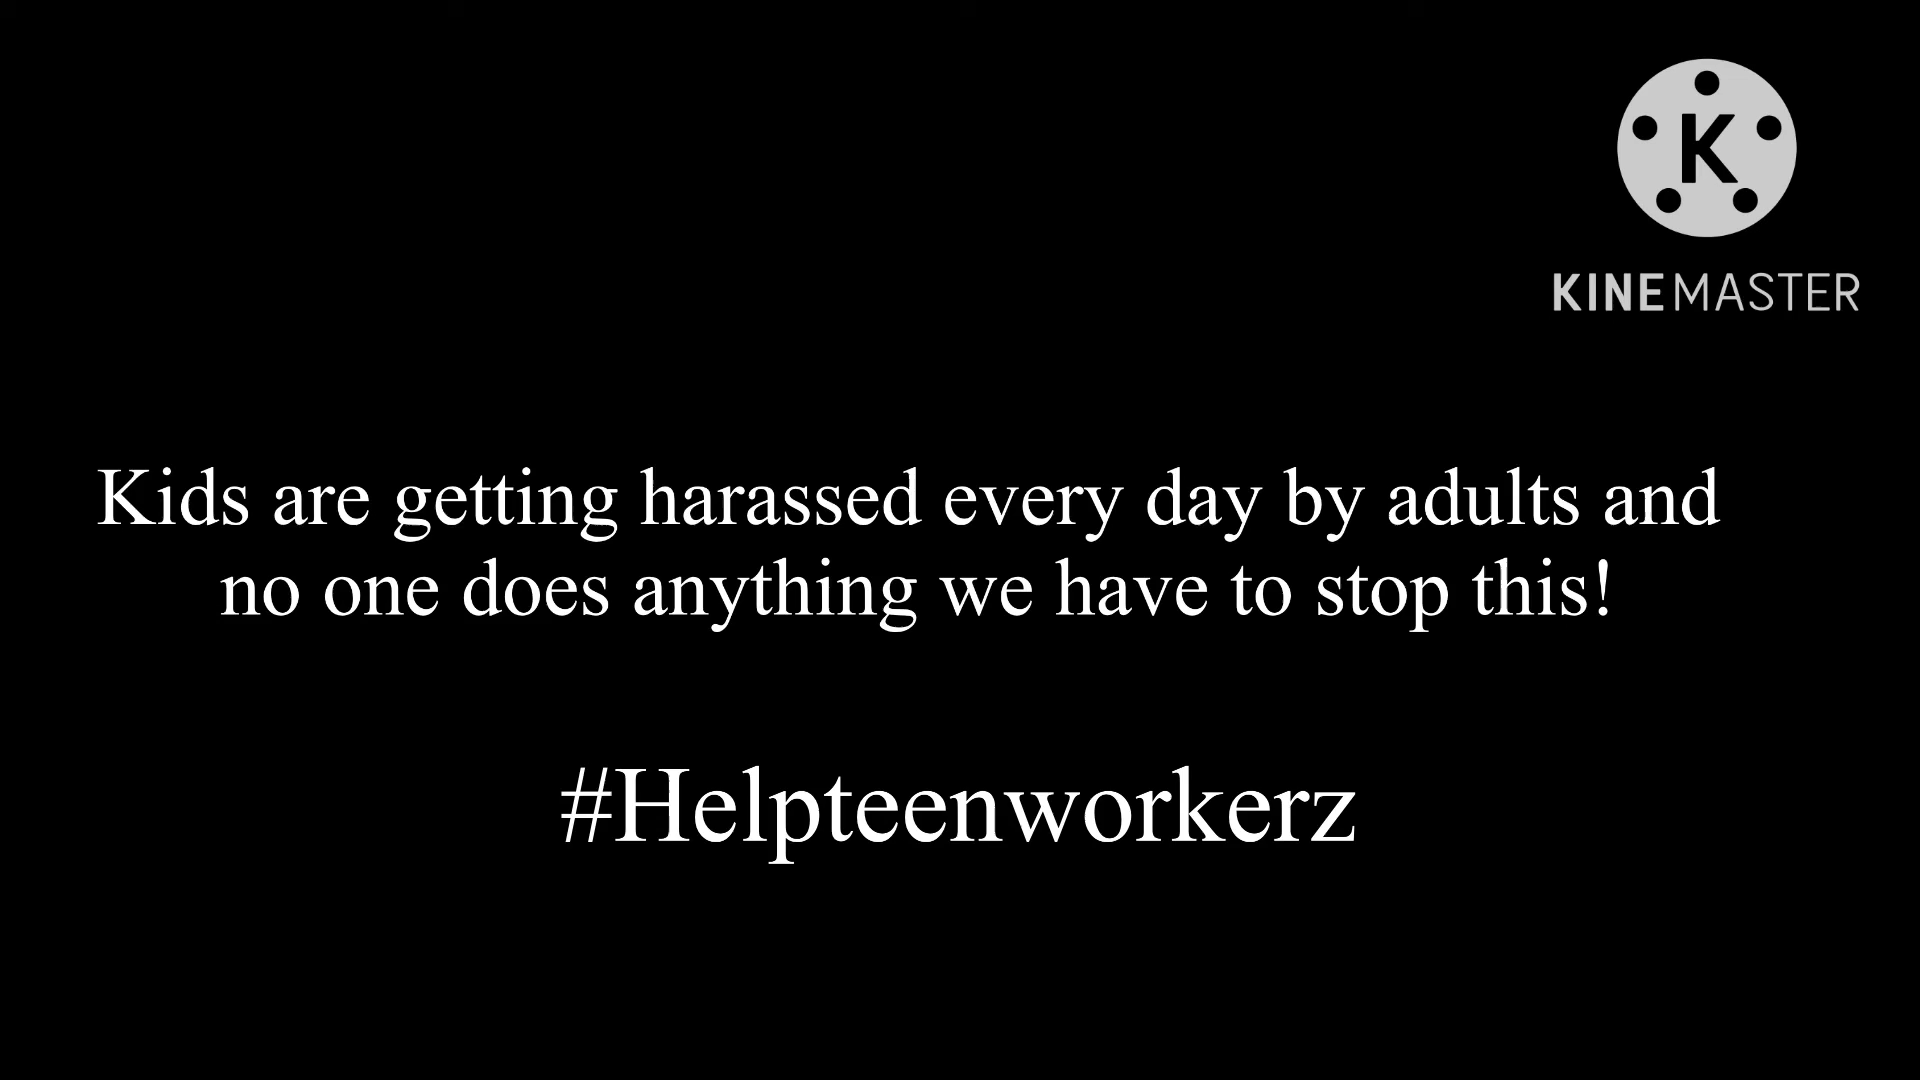 K
KINEMASTER
Kids are getting harassed every day by adults and
no one does anything we have to stop this!
#Helpteenworkerz